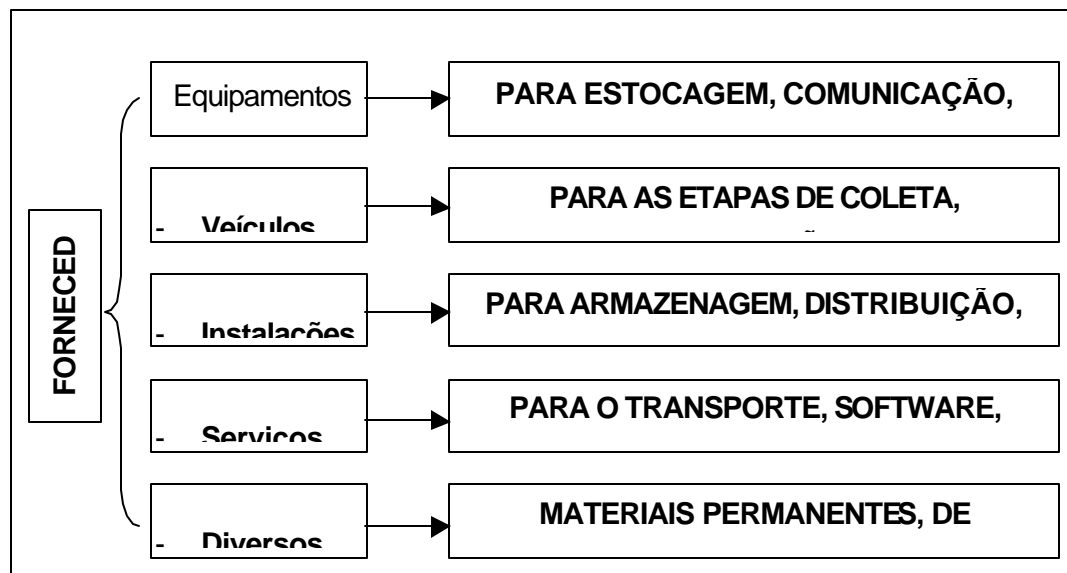 FORNECED
Equipamentos
PARA ESTOCAGEM, COMUNICAÇÃO,
- Veículos
PARA AS ETAPAS DE COLETA,
- Instalações
PARA ARMAZENAGEM, DISTRIBUIÇÃO,
- Serviços
PARA O TRANSPORTE, SOFTWARE,
- Diversos
MATERIAIS PERMANENTES, DE